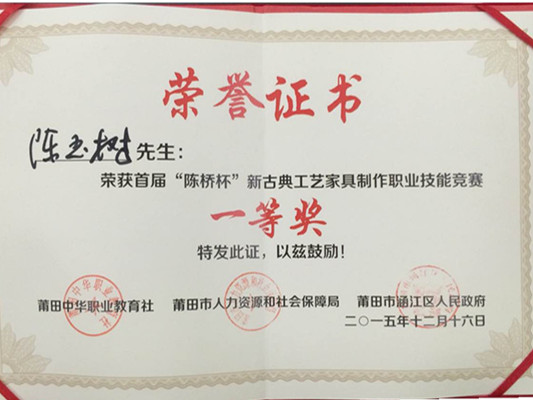 荣誉证书
陈玉树先生：
荣获首届“陈桥杯”新古典工艺家具制作职业技能竞赛
一等奖
特发此证，以兹鼓励！
莆田中华职业教育社 莆田市人力资源和社会保障局 莆田市涵江区人民政府
二〇一五年十二月十六日